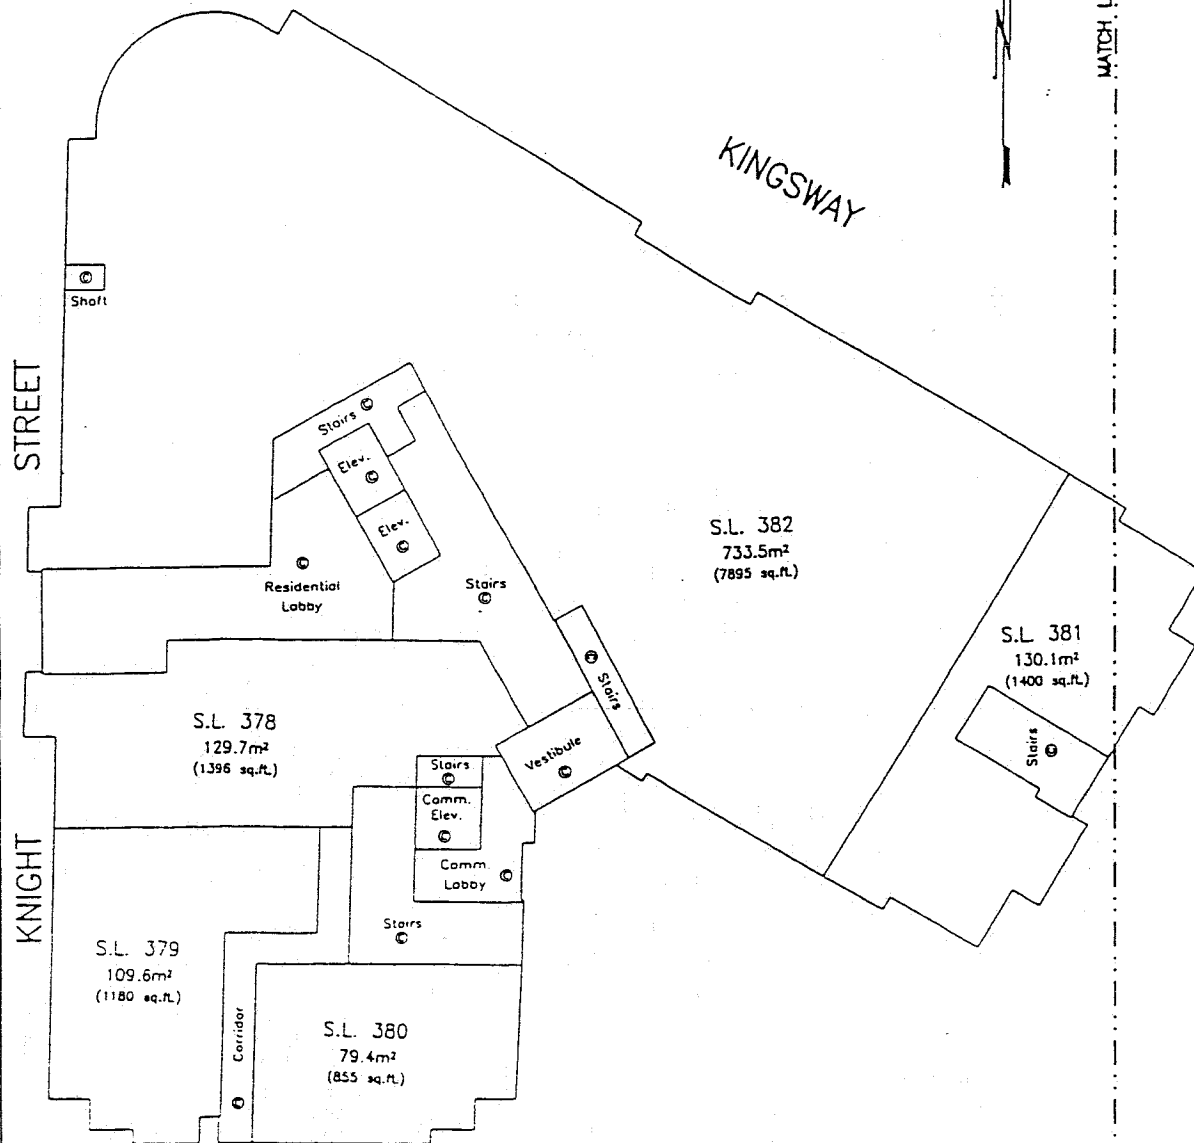 MATCH L
KINGSWAY
©
Shaft
STREET
Stairs ©
Elev.
©
Elev.
©
©
Residential
Lobby
Stairs
©
S.L. 382
733.5m²
(7895 sq.ft.)
S.L. 381
130.1m²
(1400 sq.ft.)
©
Stairs
Stairs
©
Vestibule
©
S.L. 378
129.7m²
(1396 sq.ft.)
Stairs
©
Comm.
Elev.
©
Comm.
Lobby
©
Stairs
©
KNIGHT
S.L. 379
109.6m²
(1180 sq.ft.)
Corridor
©
S.L. 380
79.4m²
(855 sq.ft.)